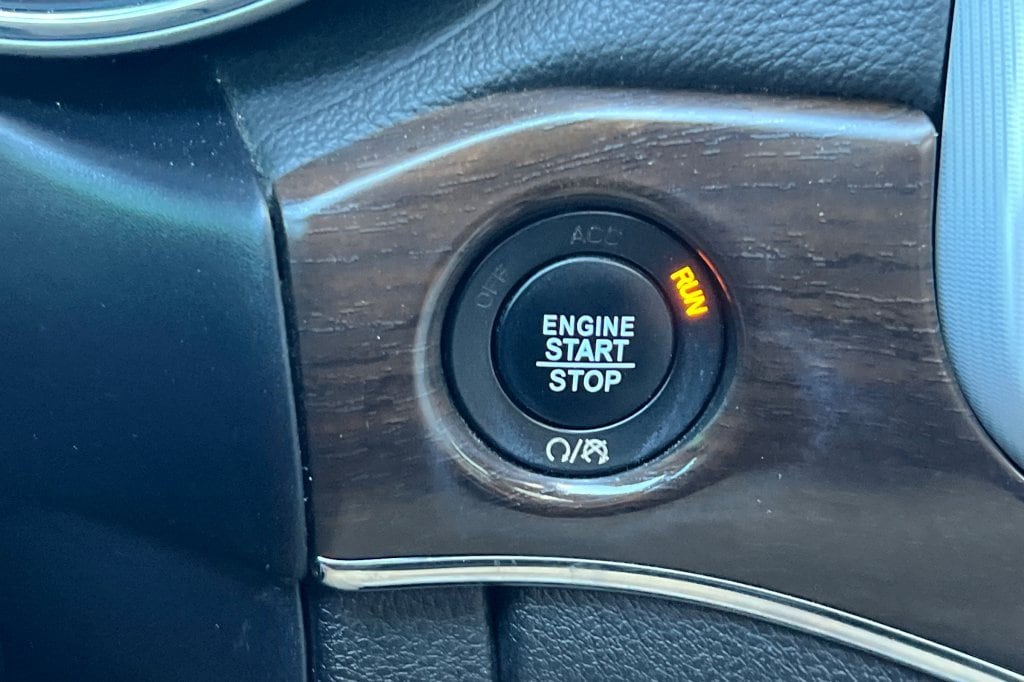 ACC
OFF
RUN
ENGINE
START
STOP